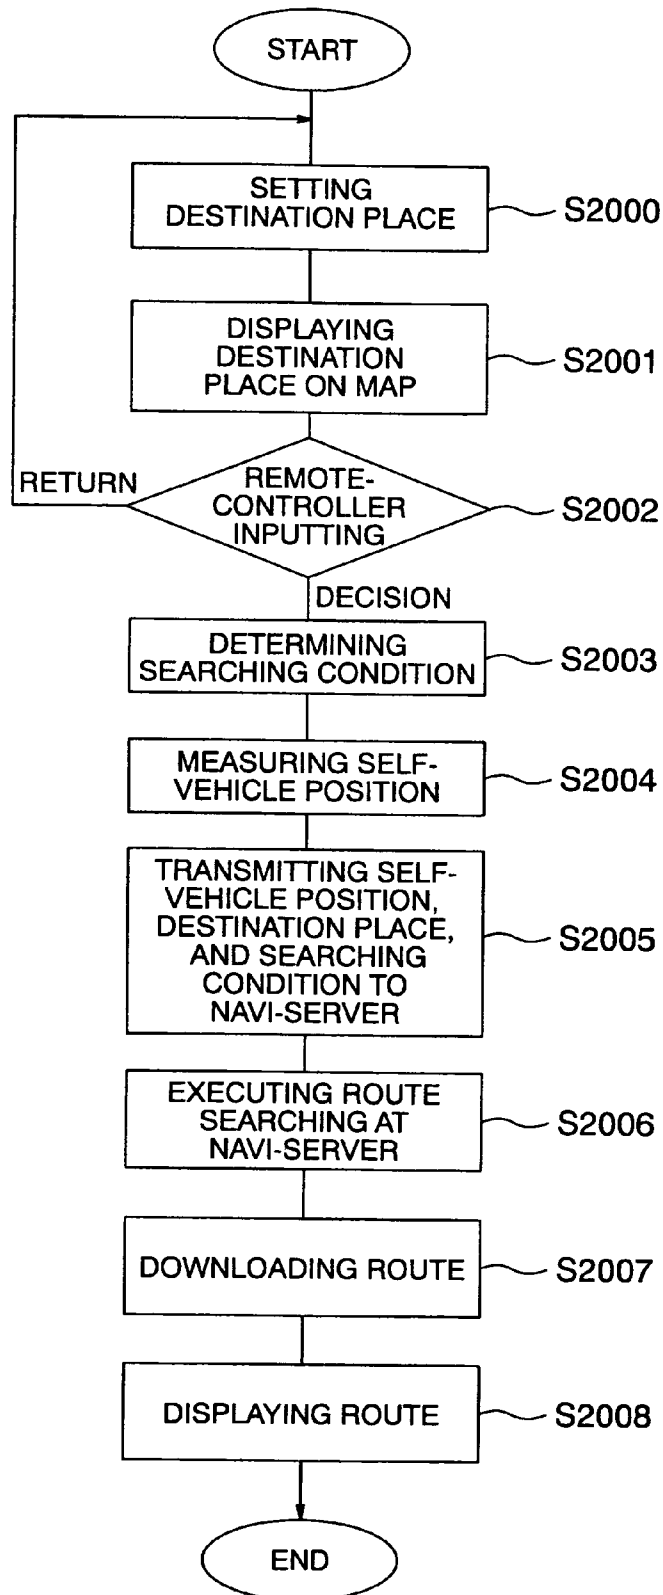 START
SETTING
DESTINATION PLACE
S2000
DISPLAYING
DESTINATION
PLACE ON MAP
S2001
RETURN
REMOTE-
CONTROLLER
INPUTTING
S2002
DECISION
DETERMINING
SEARCHING CONDITION
S2003
MEASURING SELF-
VEHICLE POSITION
S2004
TRANSMITTING SELF-
VEHICLE POSITION,
DESTINATION PLACE,
AND SEARCHING
CONDITION TO
NAVI-SERVER
S2005
EXECUTING ROUTE
SEARCHING AT
NAVI-SERVER
S2006
DOWNLOADING ROUTE
S2007
DISPLAYING ROUTE
S2008
END